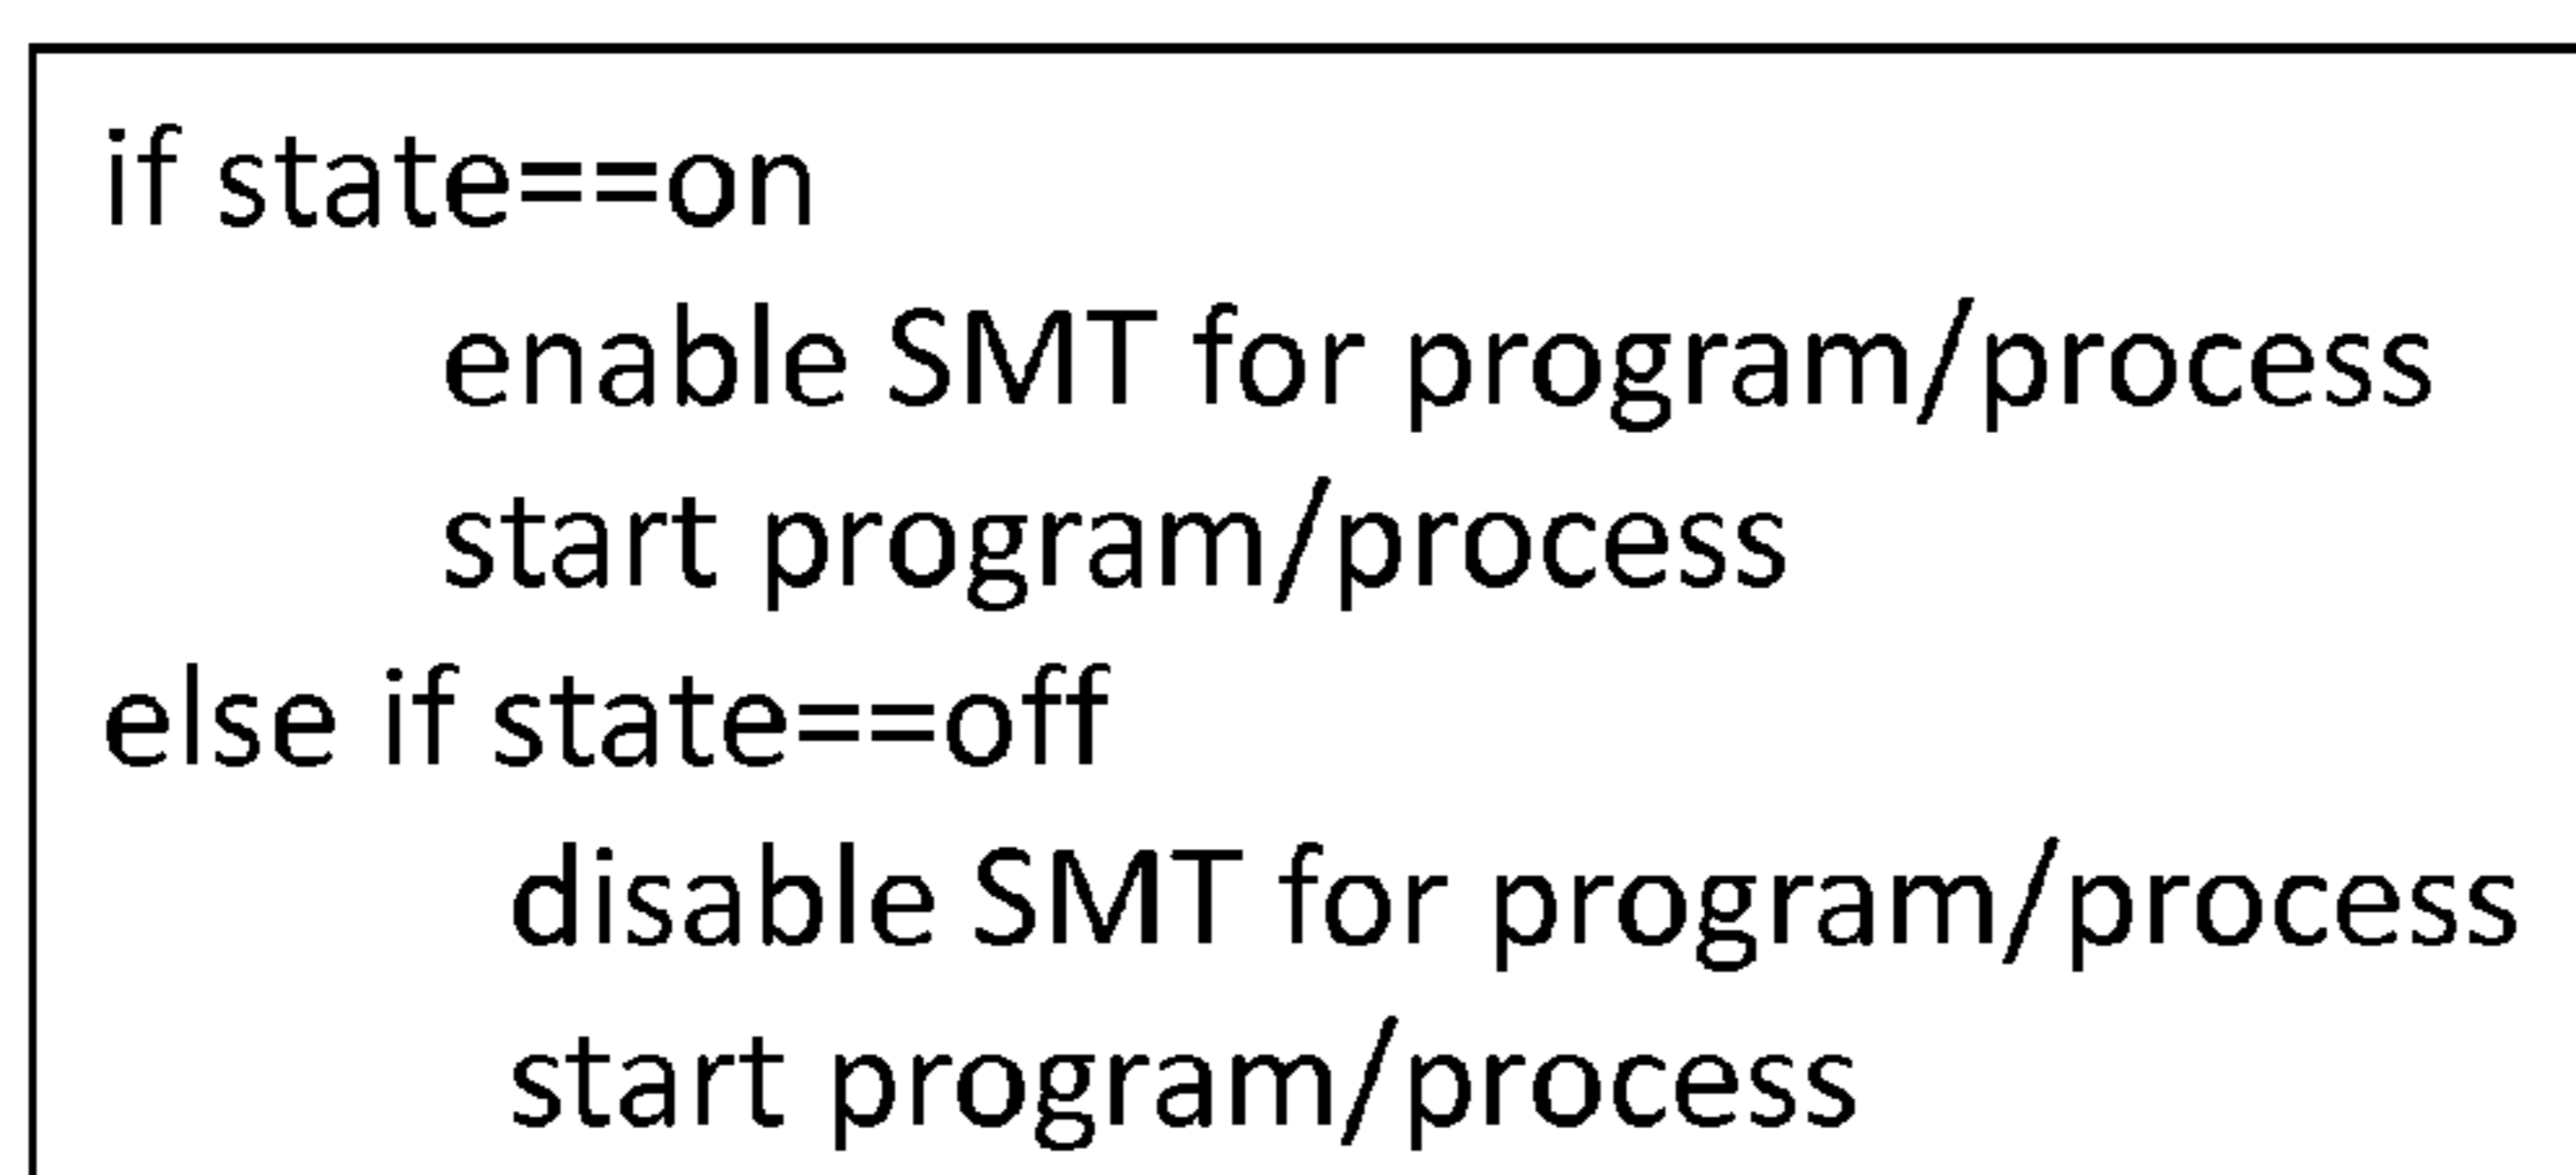 if state==on
enable SMT for program/process
start program/process
else if state==off
disable SMT for program/process
start program/process